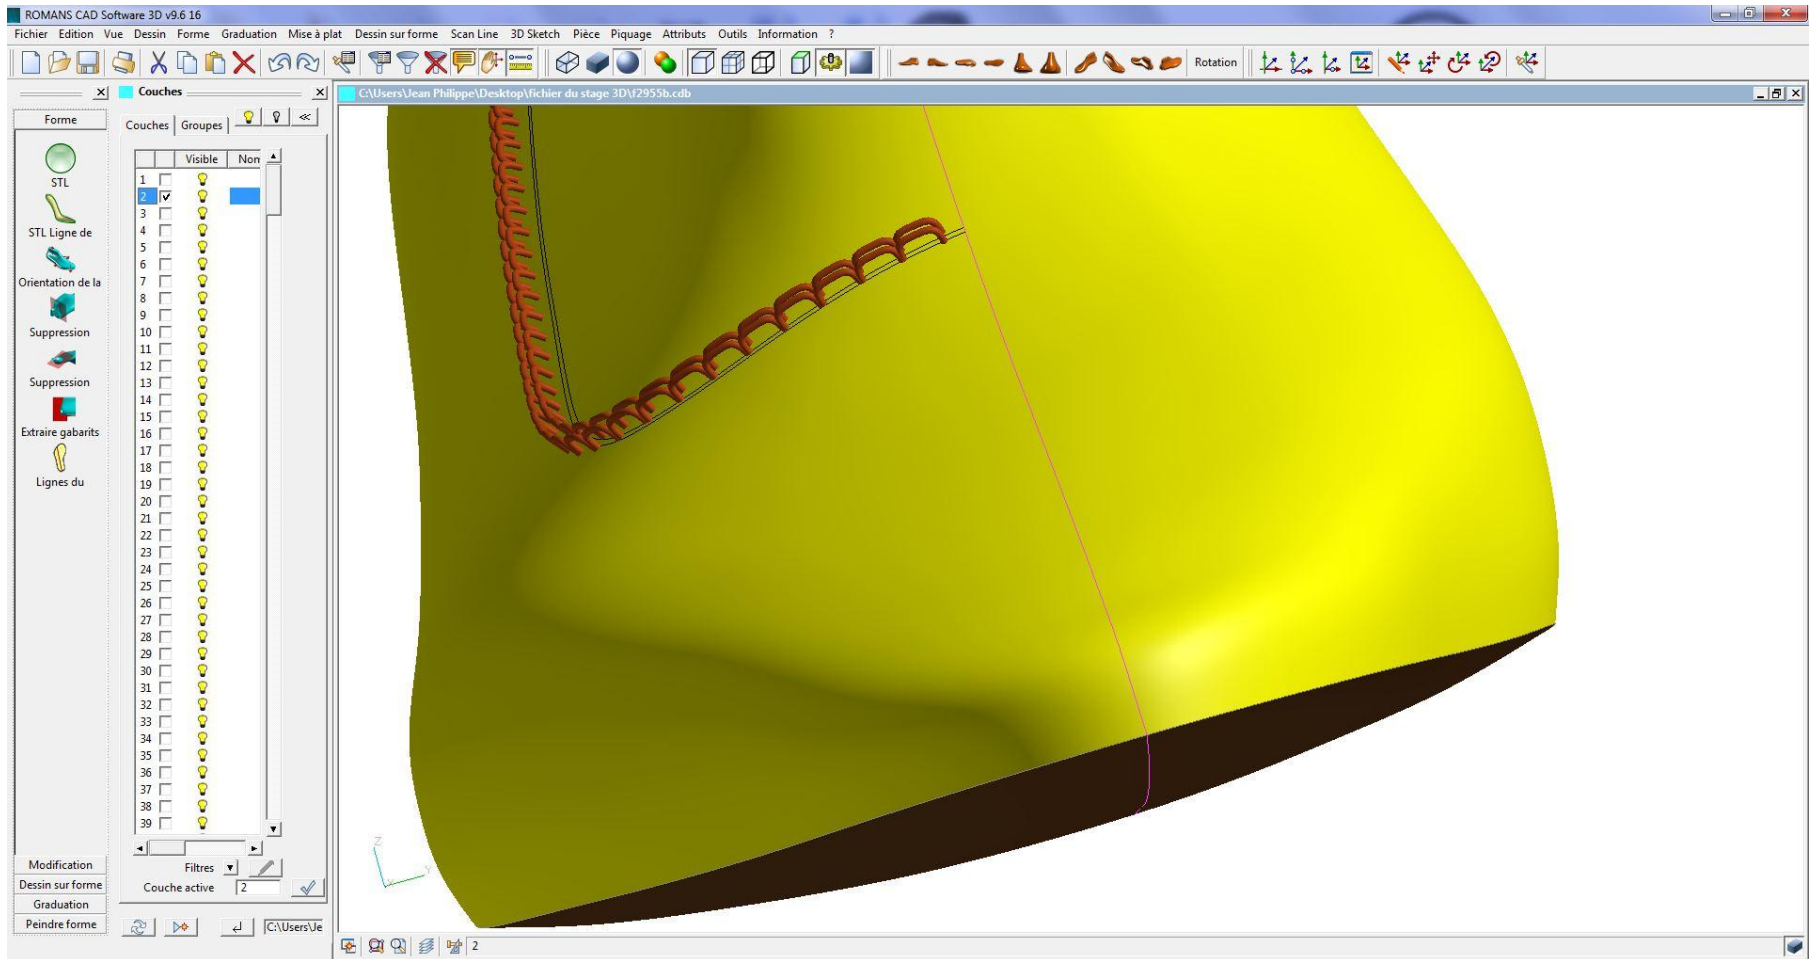 ROMANS CAD Software 3D v9.6 16
Fichier Edition Vue Dessin Forme Graduation Mise à plat Dessin sur forme Scan Line 3D Sketch Pièce Piquage Attributs Outils Information ?
Rotation
Couches
C:\Users\Jean Philippe\Desktop\fichier du stage 3D\f2955b.cdb
Forme
Couches Groupes
Visible Nom
STL
STL Ligne de
Orientation de la
Suppression
Suppression
Extraire gabarits
Lignes du
1
2
3
4
5
6
7
8
9
10
11
12
13
14
15
16
17
18
19
20
21
22
23
24
25
26
27
28
29
30
31
32
33
34
35
36
37
38
39
Z
Y
Modification
Dessin sur forme
Graduation
Peindre forme
Filtres
Couche active 2
C:\Users\Je
2